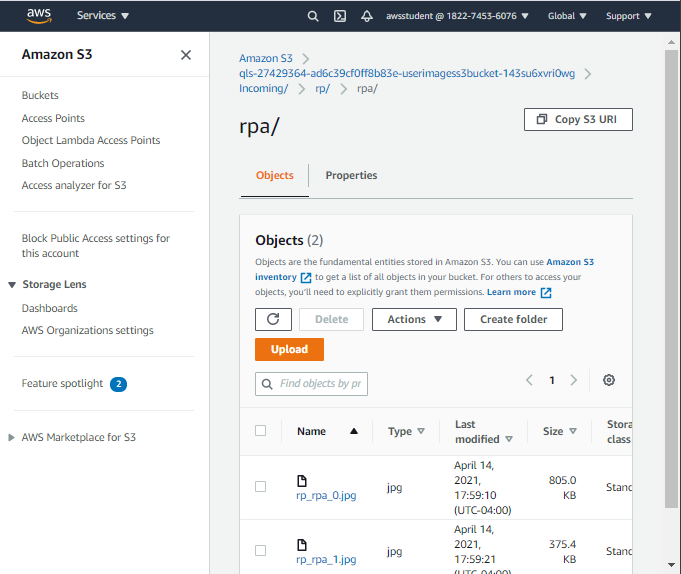 aws Services awsstudent @ 1822-7453-6076 Global Support
Amazon S3
Buckets
Access Points
Object Lambda Access Points
Batch Operations
Access analyzer for S3
Block Public Access settings for
this account
Storage Lens
Dashboards
AWS Organizations settings
Feature spotlight 2
AWS Marketplace for S3
Amazon S3
qls-27429364-ad6c39cf0ff8b83e-userimagess3bucket-143su6xvri0wg
Incoming/ rp/ rpa/
rpa/
Copy S3 URI
Objects Properties
Objects (2)
Objects are the fundamental entities stored in Amazon S3. You can use Amazon S3
inventory to get a list of all objects in your bucket. For others to access your
objects, you'll need to explicitly grant them permissions. Learn more
Delete Actions Create folder
Upload
Find objects by pr
1
Name Type Last modified Size Stora class
rp_rpa_0.jpg jpg April 14, 2021, 17:59:10 (UTC-04:00) 805.0 KB Stand
rp_rpa_1.jpg jpg April 14, 2021, 17:59:21 (UTC-04:00) 375.4 KB Stand